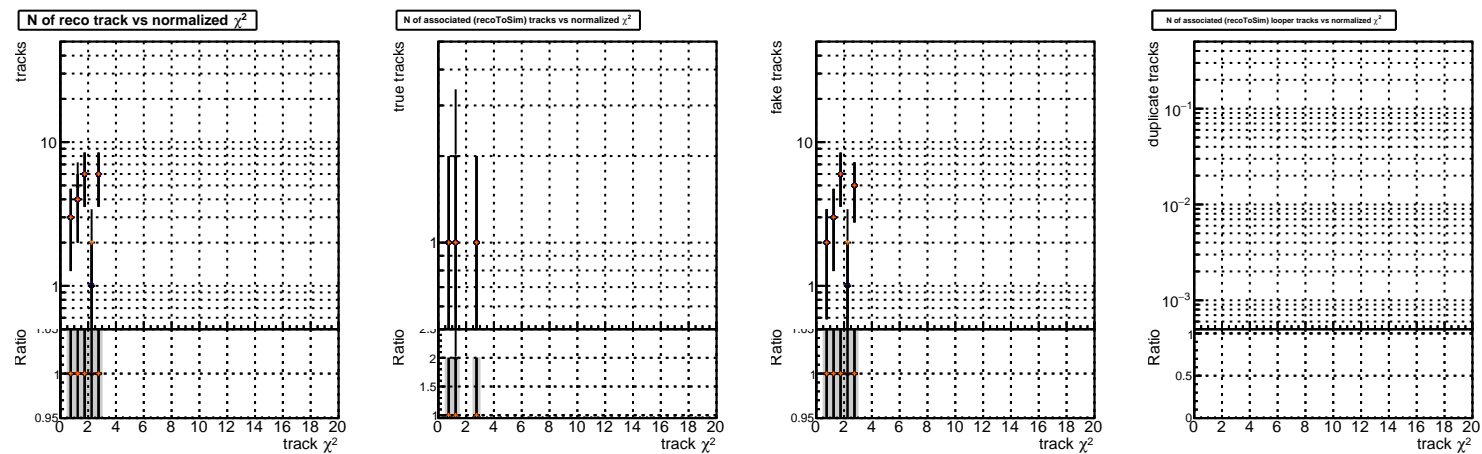 N of reco track vs normalized χ²
tracks
10
1
Ratio
1.05
1
0.95
0 2 4 6 8 10 12 14 16 18 20
track χ²
N of associated (recoToSim) tracks vs normalized χ²
true tracks
1
Ratio
2.5
2
1.5
1
0 2 4 6 8 10 12 14 16 18 20
track χ²
fake tracks
10
1
Ratio
1.05
1
0.95
0 2 4 6 8 10 12 14 16 18 20
track χ²
N of associated (recoToSim) looper tracks vs normalized χ²
duplicate tracks
10⁻¹
10⁻²
10⁻³
Ratio
1
0.5
0
0 2 4 6 8 10 12 14 16 18 20
track χ²